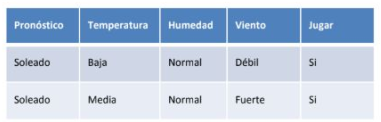 Pronóstico Temperatura Humedad Viento Jugar
Soleado Baja Normal Débil Si
Soleado Media Normal Fuerte Si